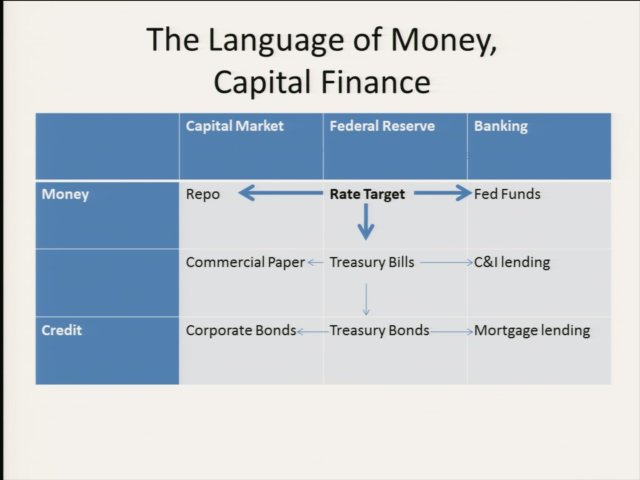 The Language of Money,
Capital Finance
Capital Market Federal Reserve Banking
Money Repo Rate Target Fed Funds
Commercial Paper Treasury Bills C&I lending
Credit Corporate Bonds Treasury Bonds Mortgage lending